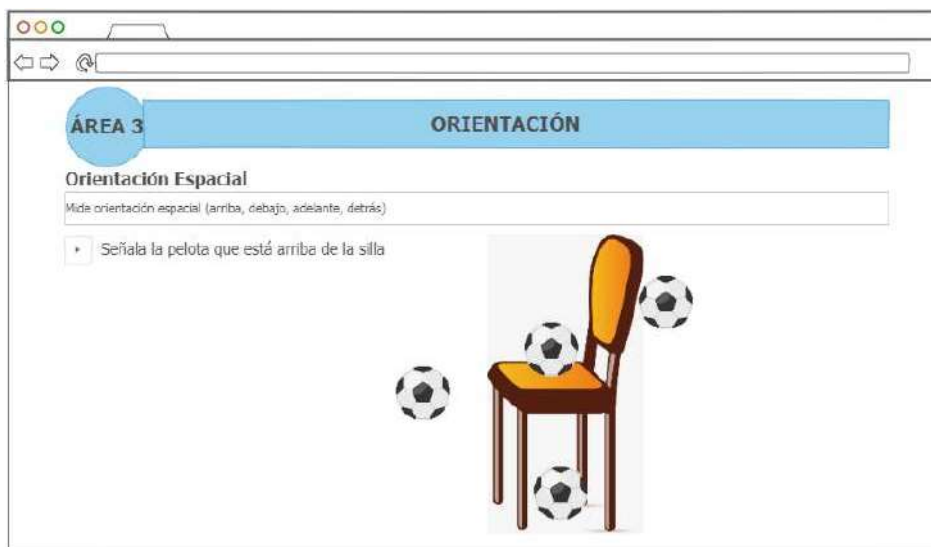 ÁREA 3
ORIENTACIÓN
Orientación Espacial
Mide orientación espacial (arriba, debajo, adelante, detrás)
Señala la pelota que está arriba de la silla